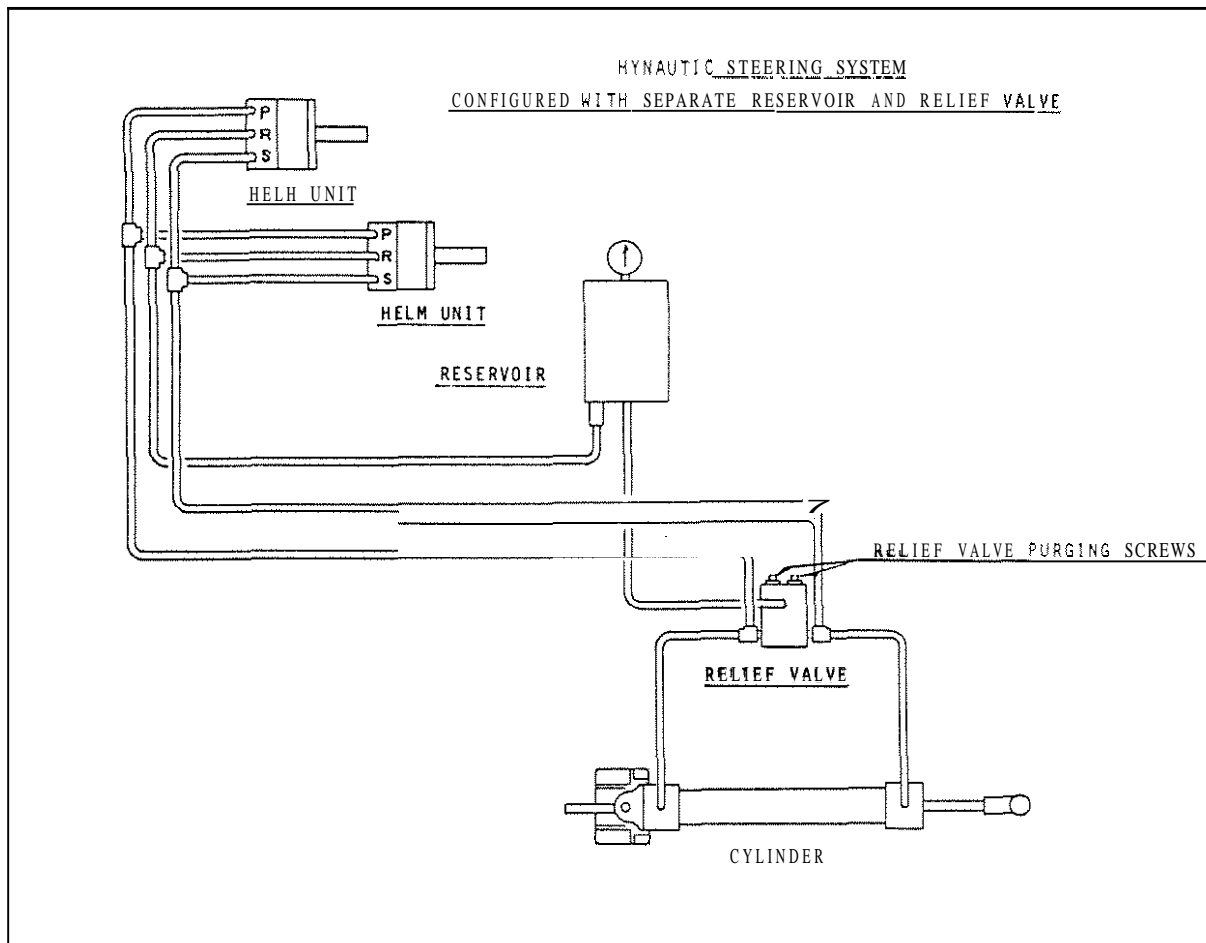 HYNAUTIC STEERING SYSTEM
CONFIGURED WITH SEPARATE RESERVOIR AND RELIEF VALVE
P
R
S
HELH UNIT
P
R
S
HELM UNIT
RESERVOIR
RELIEF VALVE PURGING SCREWS
RELIEF VALVE
CYLINDER